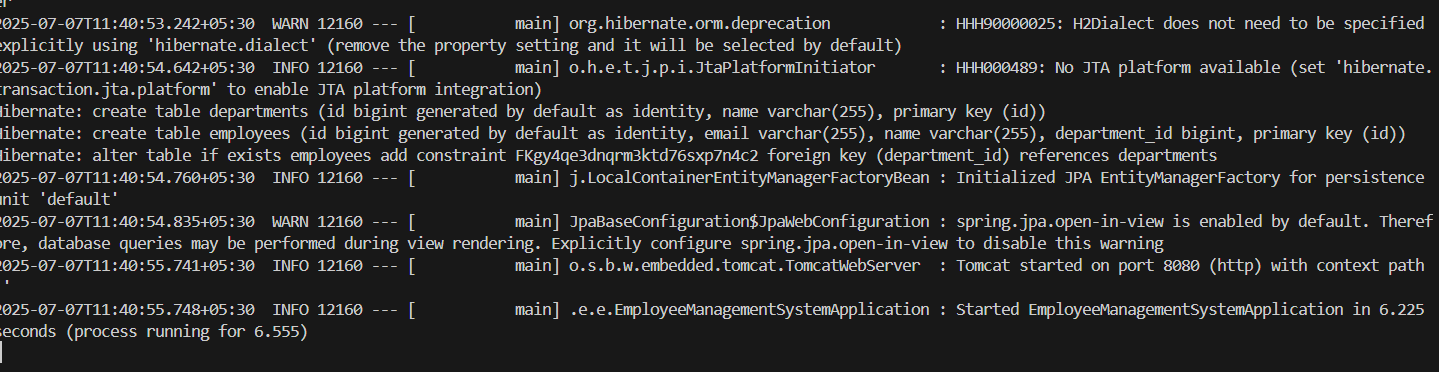 er
2025-07-07T11:40:53.242+05:30  WARN 12160 --- [           main] org.hibernate.orm.deprecation            : HHH90000025: H2Dialect does not need to be specified
explicitly using 'hibernate.dialect' (remove the property setting and it will be selected by default)
2025-07-07T11:40:54.642+05:30  INFO 12160 --- [           main] o.h.e.t.j.p.i.JtaPlatformInitiator       : HHH000489: No JTA platform available (set 'hibernate.
transaction.jta.platform' to enable JTA platform integration)
Hibernate: create table departments (id bigint generated by default as identity, name varchar(255), primary key (id))
Hibernate: create table employees (id bigint generated by default as identity, email varchar(255), name varchar(255), department_id bigint, primary key (id))
Hibernate: alter table if exists employees add constraint FKgy4qe3dnqrm3ktd76sxp7n4c2 foreign key (department_id) references departments
2025-07-07T11:40:54.760+05:30  INFO 12160 --- [           main] j.LocalContainerEntityManagerFactoryBean : Initialized JPA EntityManagerFactory for persistence
unit 'default'
2025-07-07T11:40:54.835+05:30  WARN 12160 --- [           main] JpaBaseConfiguration$JpaWebConfiguration : spring.jpa.open-in-view is enabled by default. Theref
ore, database queries may be performed during view rendering. Explicitly configure spring.jpa.open-in-view to disable this warning
2025-07-07T11:40:55.741+05:30  INFO 12160 --- [           main] o.s.b.w.embedded.tomcat.TomcatWebServer  : Tomcat started on port 8080 (http) with context path
'
2025-07-07T11:40:55.748+05:30  INFO 12160 --- [           main] .e.e.EmployeeManagementSystemApplication : Started EmployeeManagementSystemApplication in 6.225
seconds (process running for 6.555)